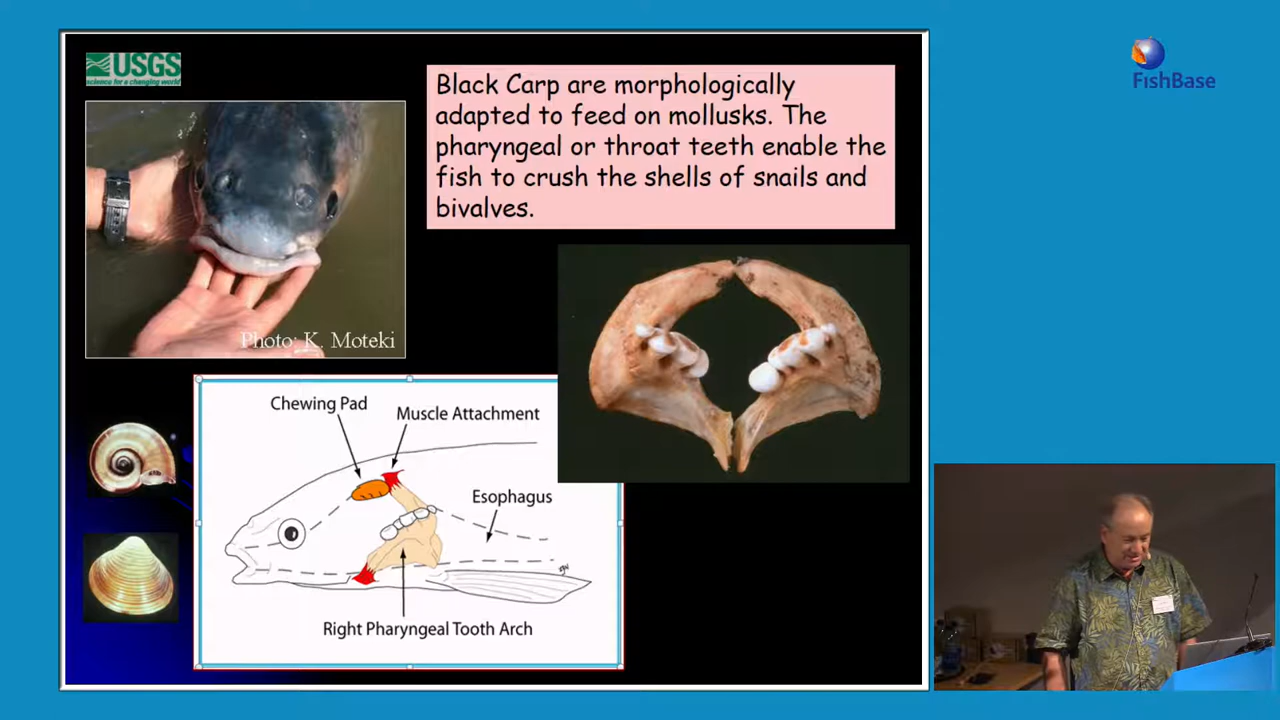 USGS
science for a changing world
Black Carp are morphologically
adapted to feed on mollusks. The
pharyngeal or throat teeth enable the
fish to crush the shells of snails and
bivalves.
FishBase
Photo: K. Moteki
Chewing Pad
Muscle Attachment
Esophagus
Right Pharyngeal Tooth Arch